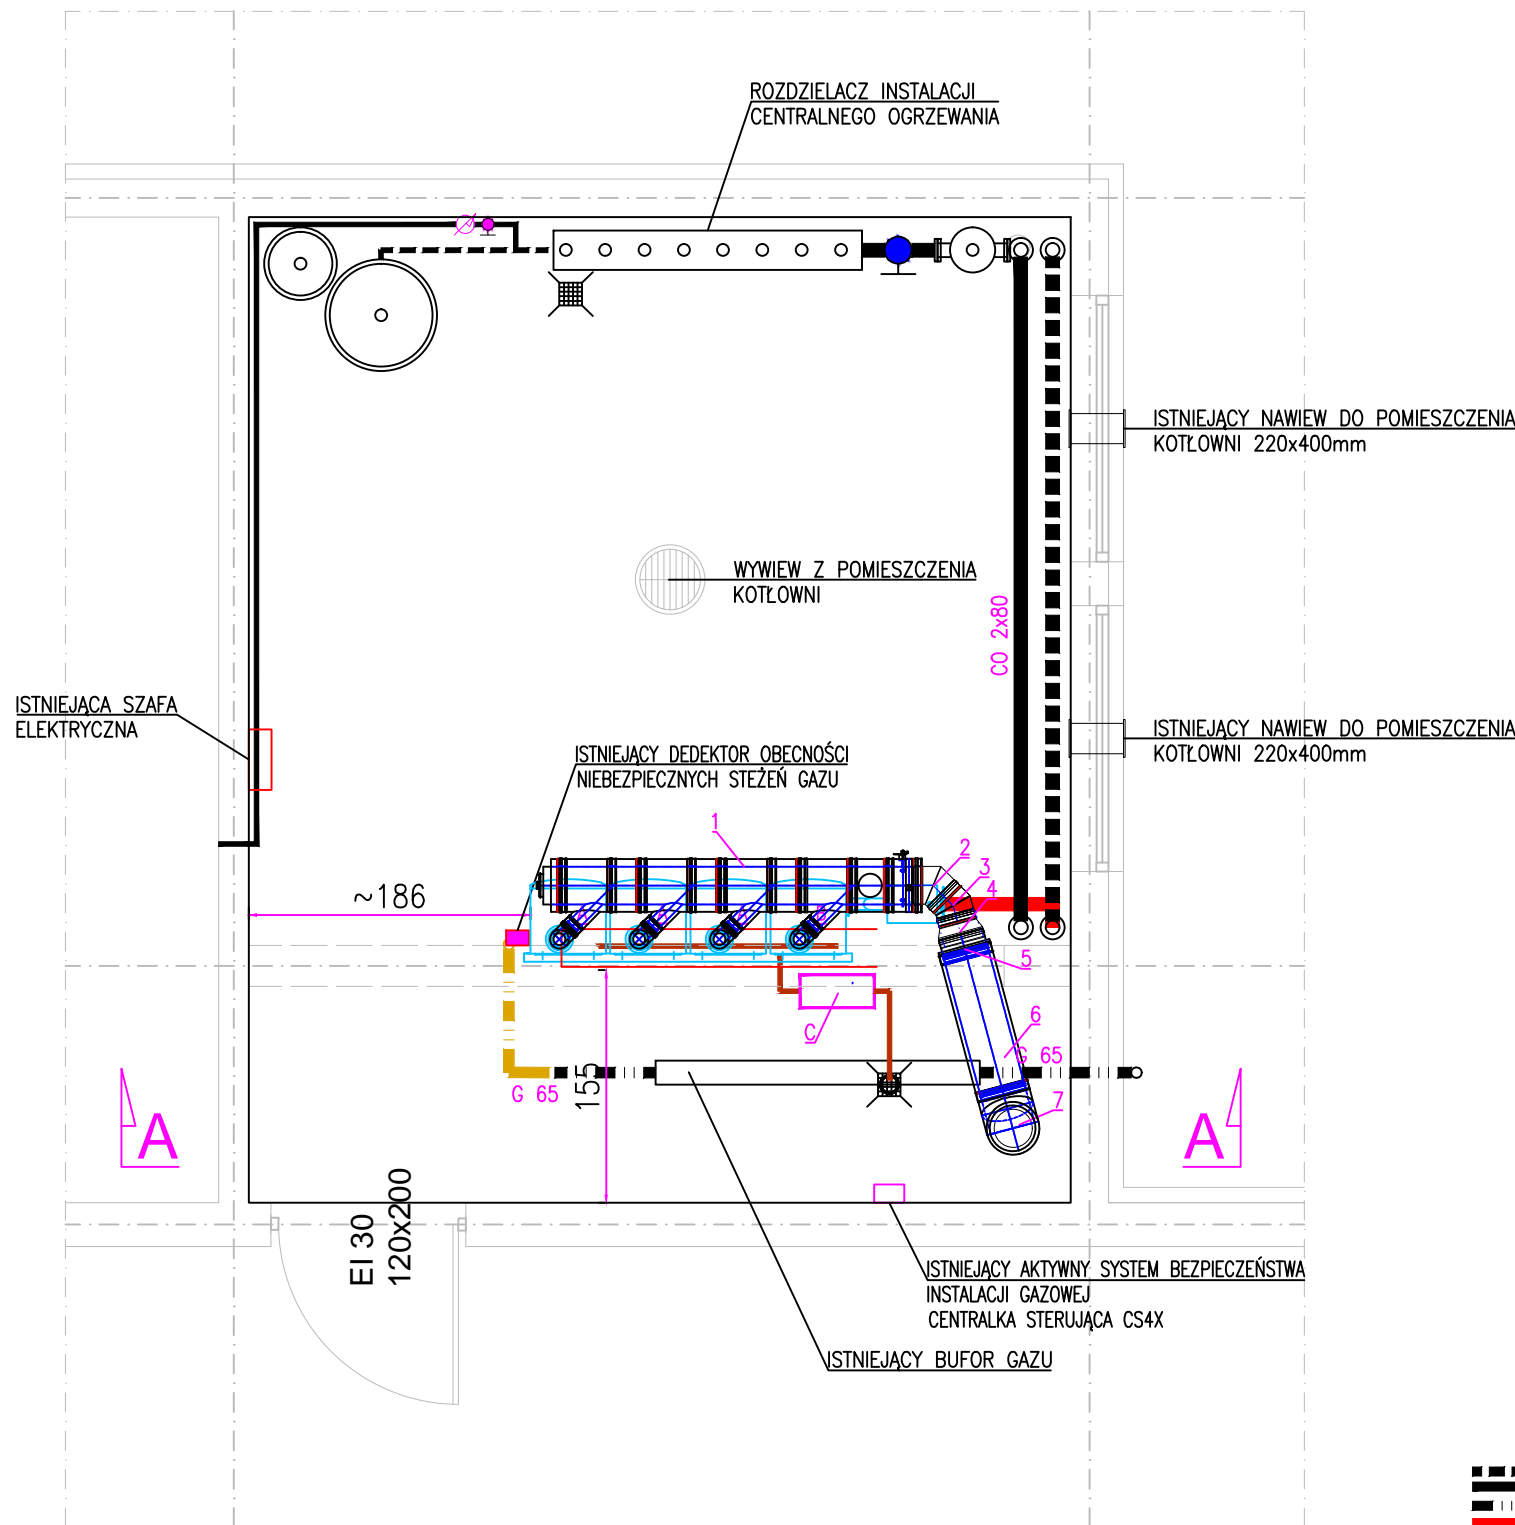 ROZDZIELACZ INSTALACJI
CENTRALNEGO OGRZEWANIA
ISTNIEJĄCY NAWIEW DO POMIESZCZENIA
KOTŁOWNI 220x400mm
WYWIEW Z POMIESZCZENIA
KOTŁOWNI
CO 2x80
ISTNIEJĄCA SZAFA
ELEKTRYCZNA
ISTNIEJĄCY NAWIEW DO POMIESZCZENIA
KOTŁOWNI 220x400mm
ISTNIEJĄCY DEDEKTOR OBECNOŚCI
NIEBEZPIECZNYCH STĘŻEŃ GAZU
1
2
3
4
~186
5
6
C
G 65
G 65
155
7
A
A
EI 30
120x200
ISTNIEJĄCY AKTYWNY SYSTEM BEZPIECZEŃSTWA
INSTALACJI GAZOWEJ
CENTRALKA STERUJĄCA CS4X
ISTNIEJĄCY BUFOR GAZU